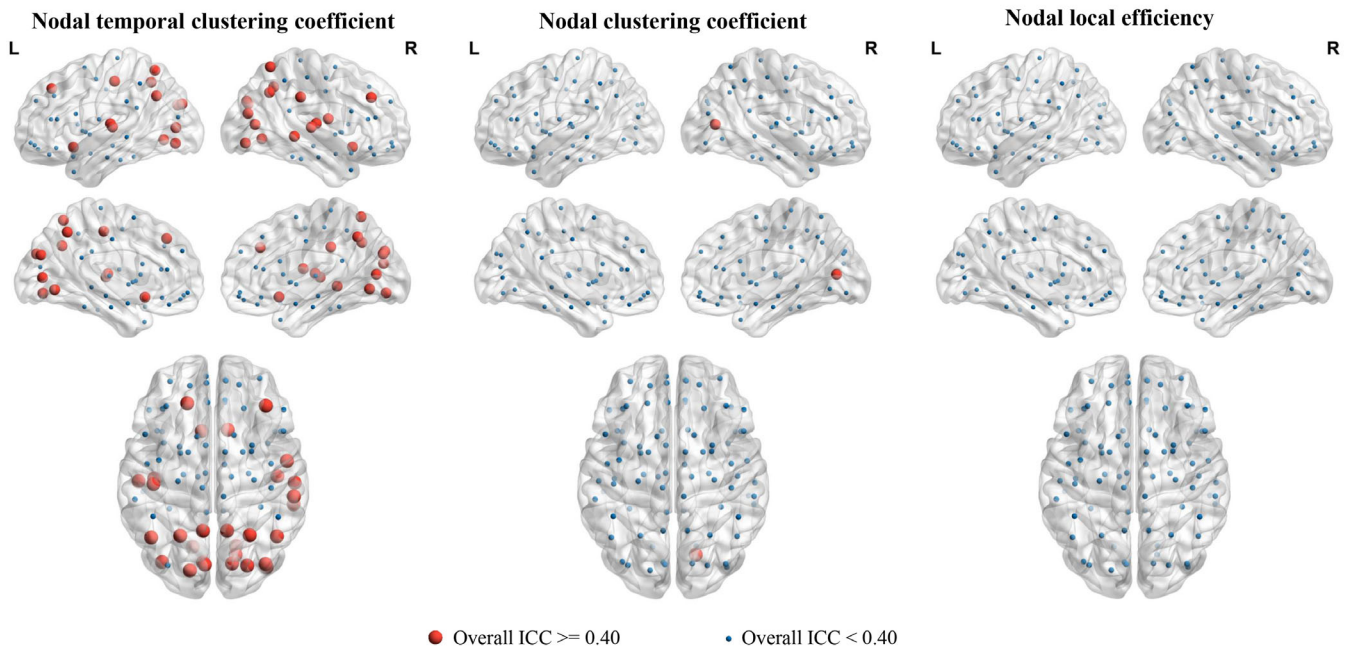 Nodal temporal clustering coefficient
Nodal clustering coefficient
Nodal local efficiency
L
R
L
R
L
R
Overall ICC >= 0.40
Overall ICC < 0.40